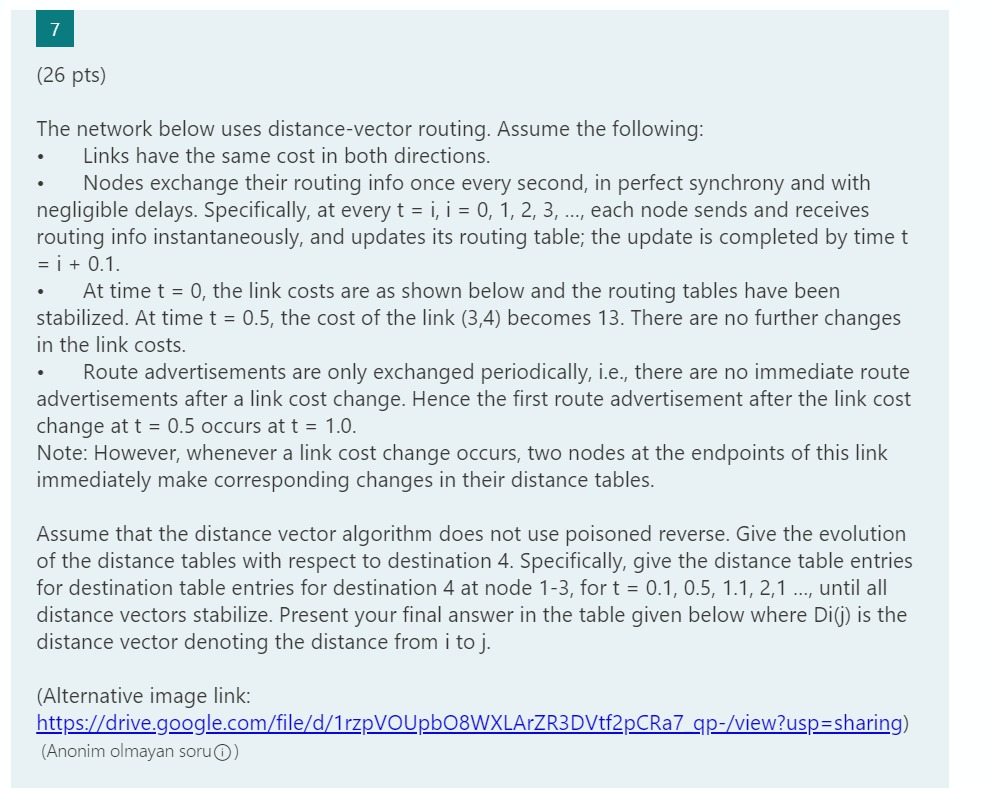 7
(26 pts)
The network below uses distance-vector routing. Assume the following:
• Links have the same cost in both directions.
• Nodes exchange their routing info once every second, in perfect synchrony and with
negligible delays. Specifically, at every t = i, i = 0, 1, 2, 3, ..., each node sends and receives
routing info instantaneously, and updates its routing table; the update is completed by time t
= i + 0.1.
• At time t = 0, the link costs are as shown below and the routing tables have been
stabilized. At time t = 0.5, the cost of the link (3,4) becomes 13. There are no further changes
in the link costs.
• Route advertisements are only exchanged periodically, i.e., there are no immediate route
advertisements after a link cost change. Hence the first route advertisement after the link cost
change at t = 0.5 occurs at t = 1.0.
Note: However, whenever a link cost change occurs, two nodes at the endpoints of this link
immediately make corresponding changes in their distance tables.
Assume that the distance vector algorithm does not use poisoned reverse. Give the evolution
of the distance tables with respect to destination 4. Specifically, give the distance table entries
for destination table entries for destination 4 at node 1-3, for t = 0.1, 0.5, 1.1, 2,1 ..., until all
distance vectors stabilize. Present your final answer in the table given below where Di(j) is the
distance vector denoting the distance from i to j.
(Alternative image link:
https://drive.google.com/file/d/1rzpVOUpbO8WXLArZR3DVtf2pCRa7_qp-/view?usp=sharing)
(Anonim olmayan soru)